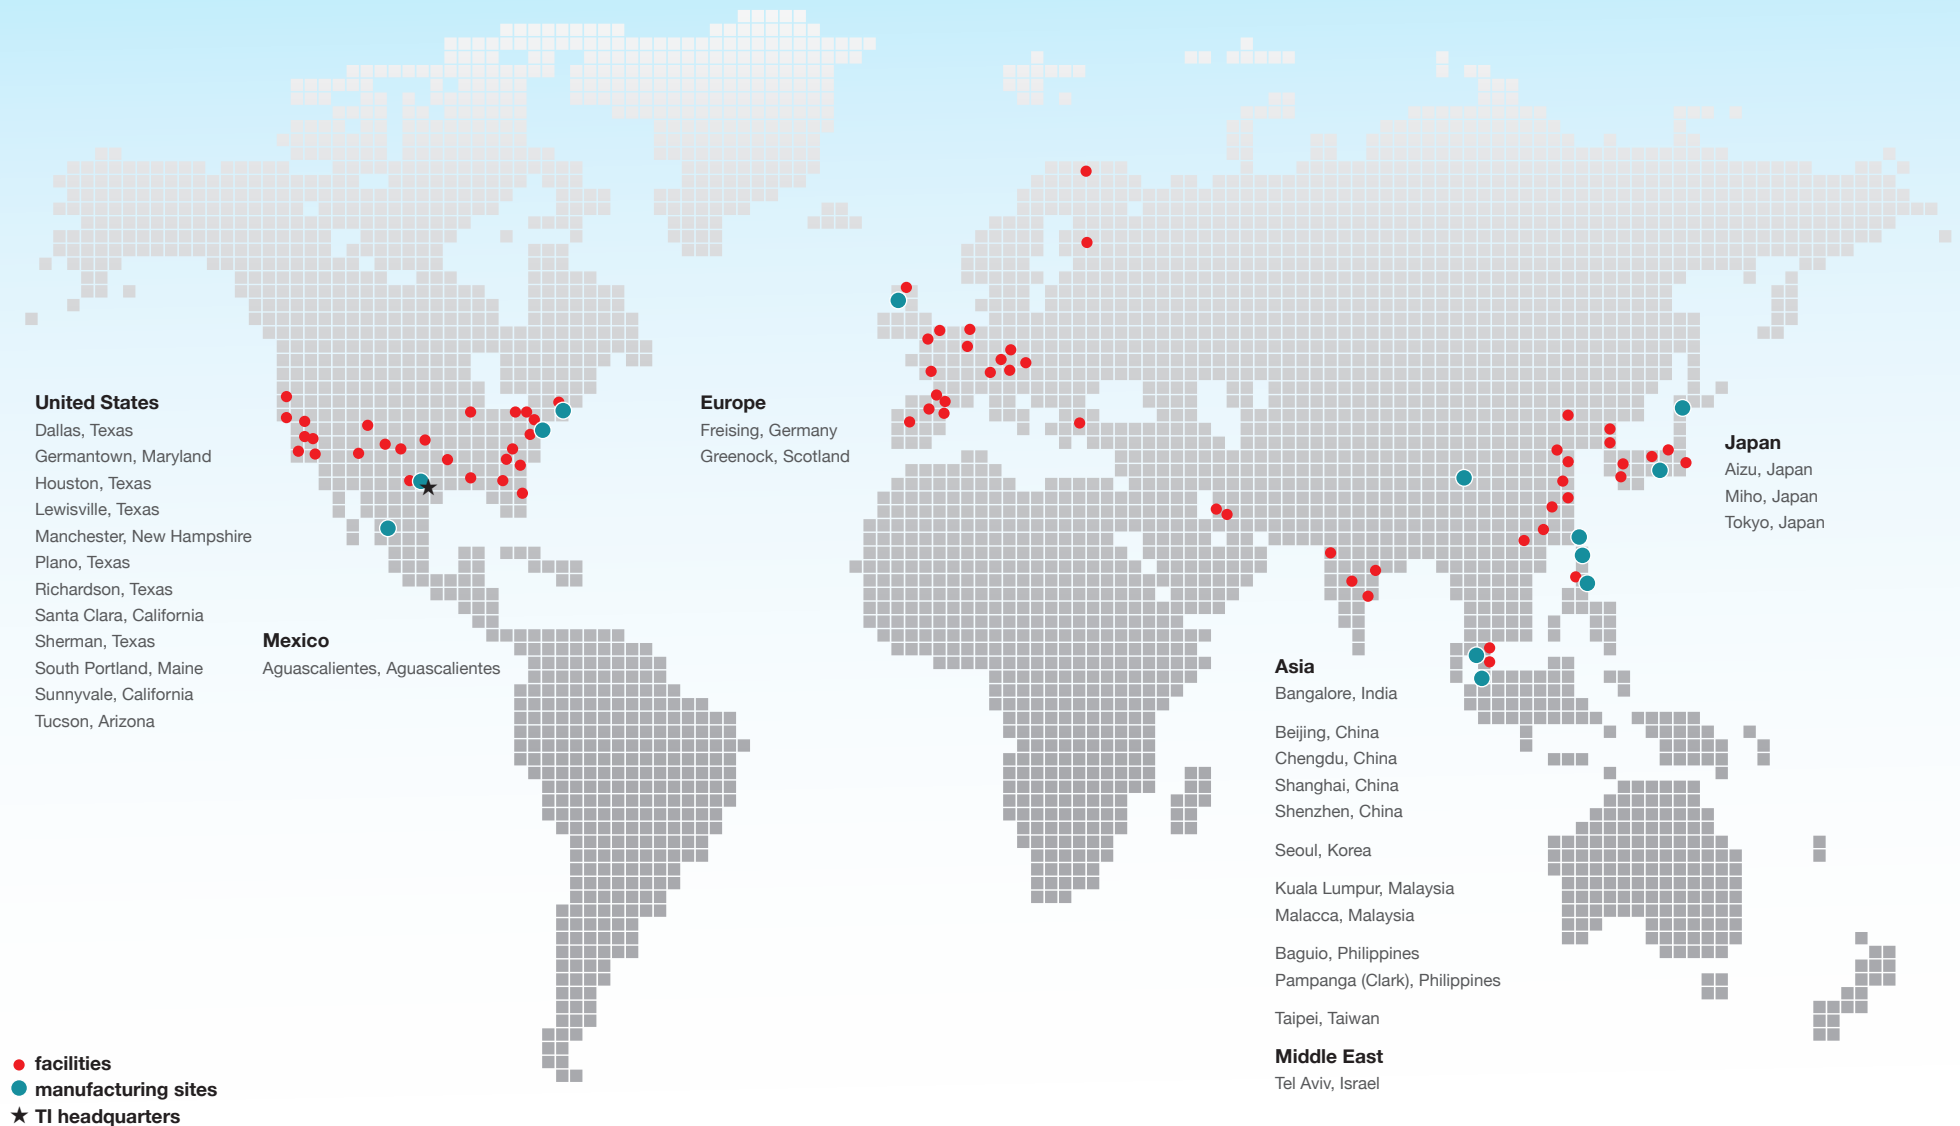 United States
Dallas, Texas
Germantown, Maryland
Houston, Texas
Lewisville, Texas
Manchester, New Hampshire
Plano, Texas
Richardson, Texas
Santa Clara, California
Sherman, Texas
South Portland, Maine
Sunnyvale, California
Tucson, Arizona
Mexico
Aguascalientes, Aguascalientes
Europe
Freising, Germany
Greenock, Scotland
Asia
Bangalore, India
Beijing, China
Chengdu, China
Shanghai, China
Shenzhen, China
Seoul, Korea
Kuala Lumpur, Malaysia
Malacca, Malaysia
Baguio, Philippines
Pampanga (Clark), Philippines
Taipei, Taiwan
Middle East
Tel Aviv, Israel
Japan
Aizu, Japan
Miho, Japan
Tokyo, Japan
facilities
manufacturing sites
TI headquarters